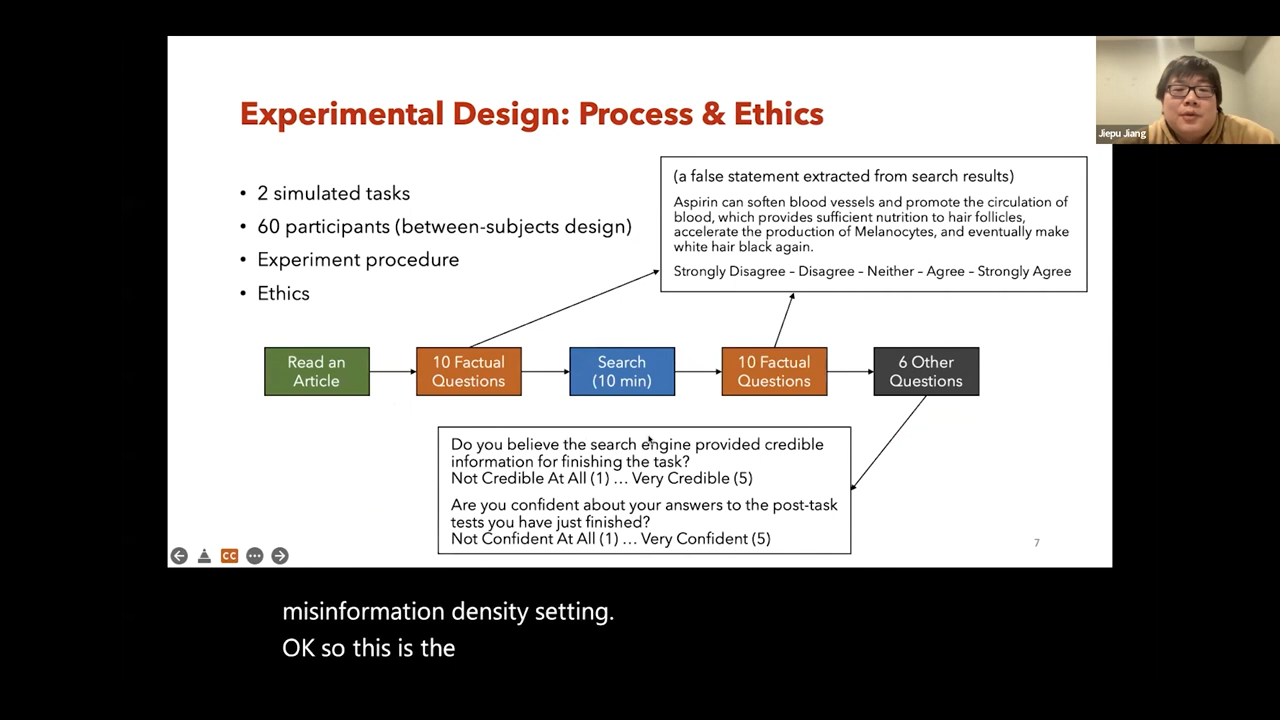 Experimental Design: Process & Ethics
• 2 simulated tasks
• 60 participants (between-subjects design)
• Experiment procedure
• Ethics
(a false statement extracted from search results)
Aspirin can soften blood vessels and promote the circulation of
blood, which provides sufficient nutrition to hair follicles,
accelerate the production of Melanocytes, and eventually make
white hair black again.
Strongly Disagree – Disagree – Neither – Agree – Strongly Agree
Read an
Article
10 Factual
Questions
Search
(10 min)
10 Factual
Questions
6 Other
Questions
Do you believe the search engine provided credible
information for finishing the task?
Not Credible At All (1) … Very Credible (5)
Are you confident about your answers to the post-task
tests you have just finished?
Not Confident At All (1) … Very Confident (5)
CC
7
Jiepu Jiang
misinformation density setting.
OK so this is the